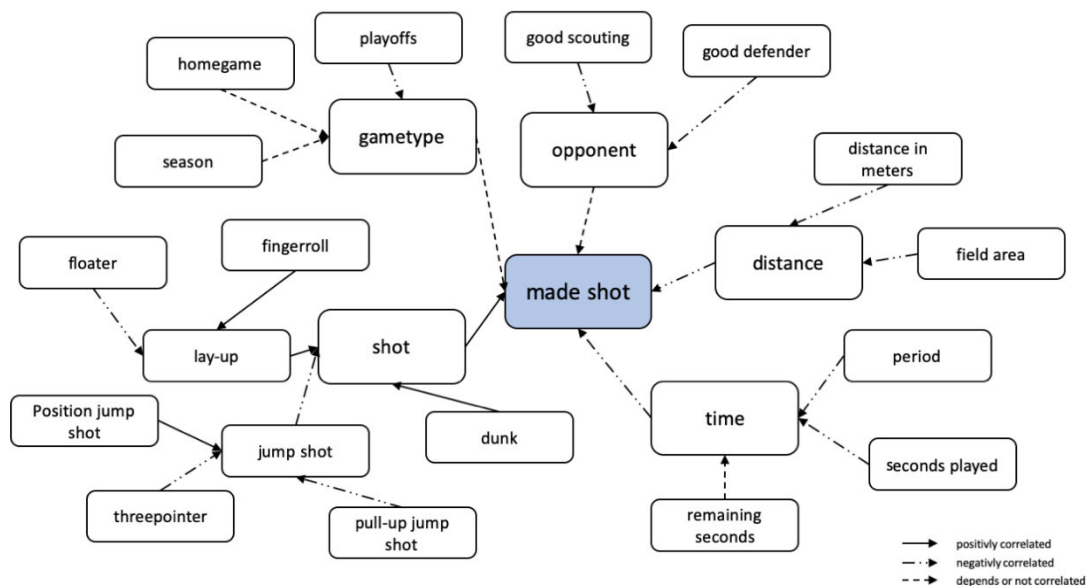 playoffs
good scouting
good defender
homegame
gametype
opponent
season
distance in
meters
fingerroll
floater
made shot
distance
field area
lay-up
shot
period
Position jump
shot
dunk
time
jump shot
seconds played
threepointer
pull-up jump
shot
remaining
seconds
positivly correlated
negativly correlated
depends or not correlated